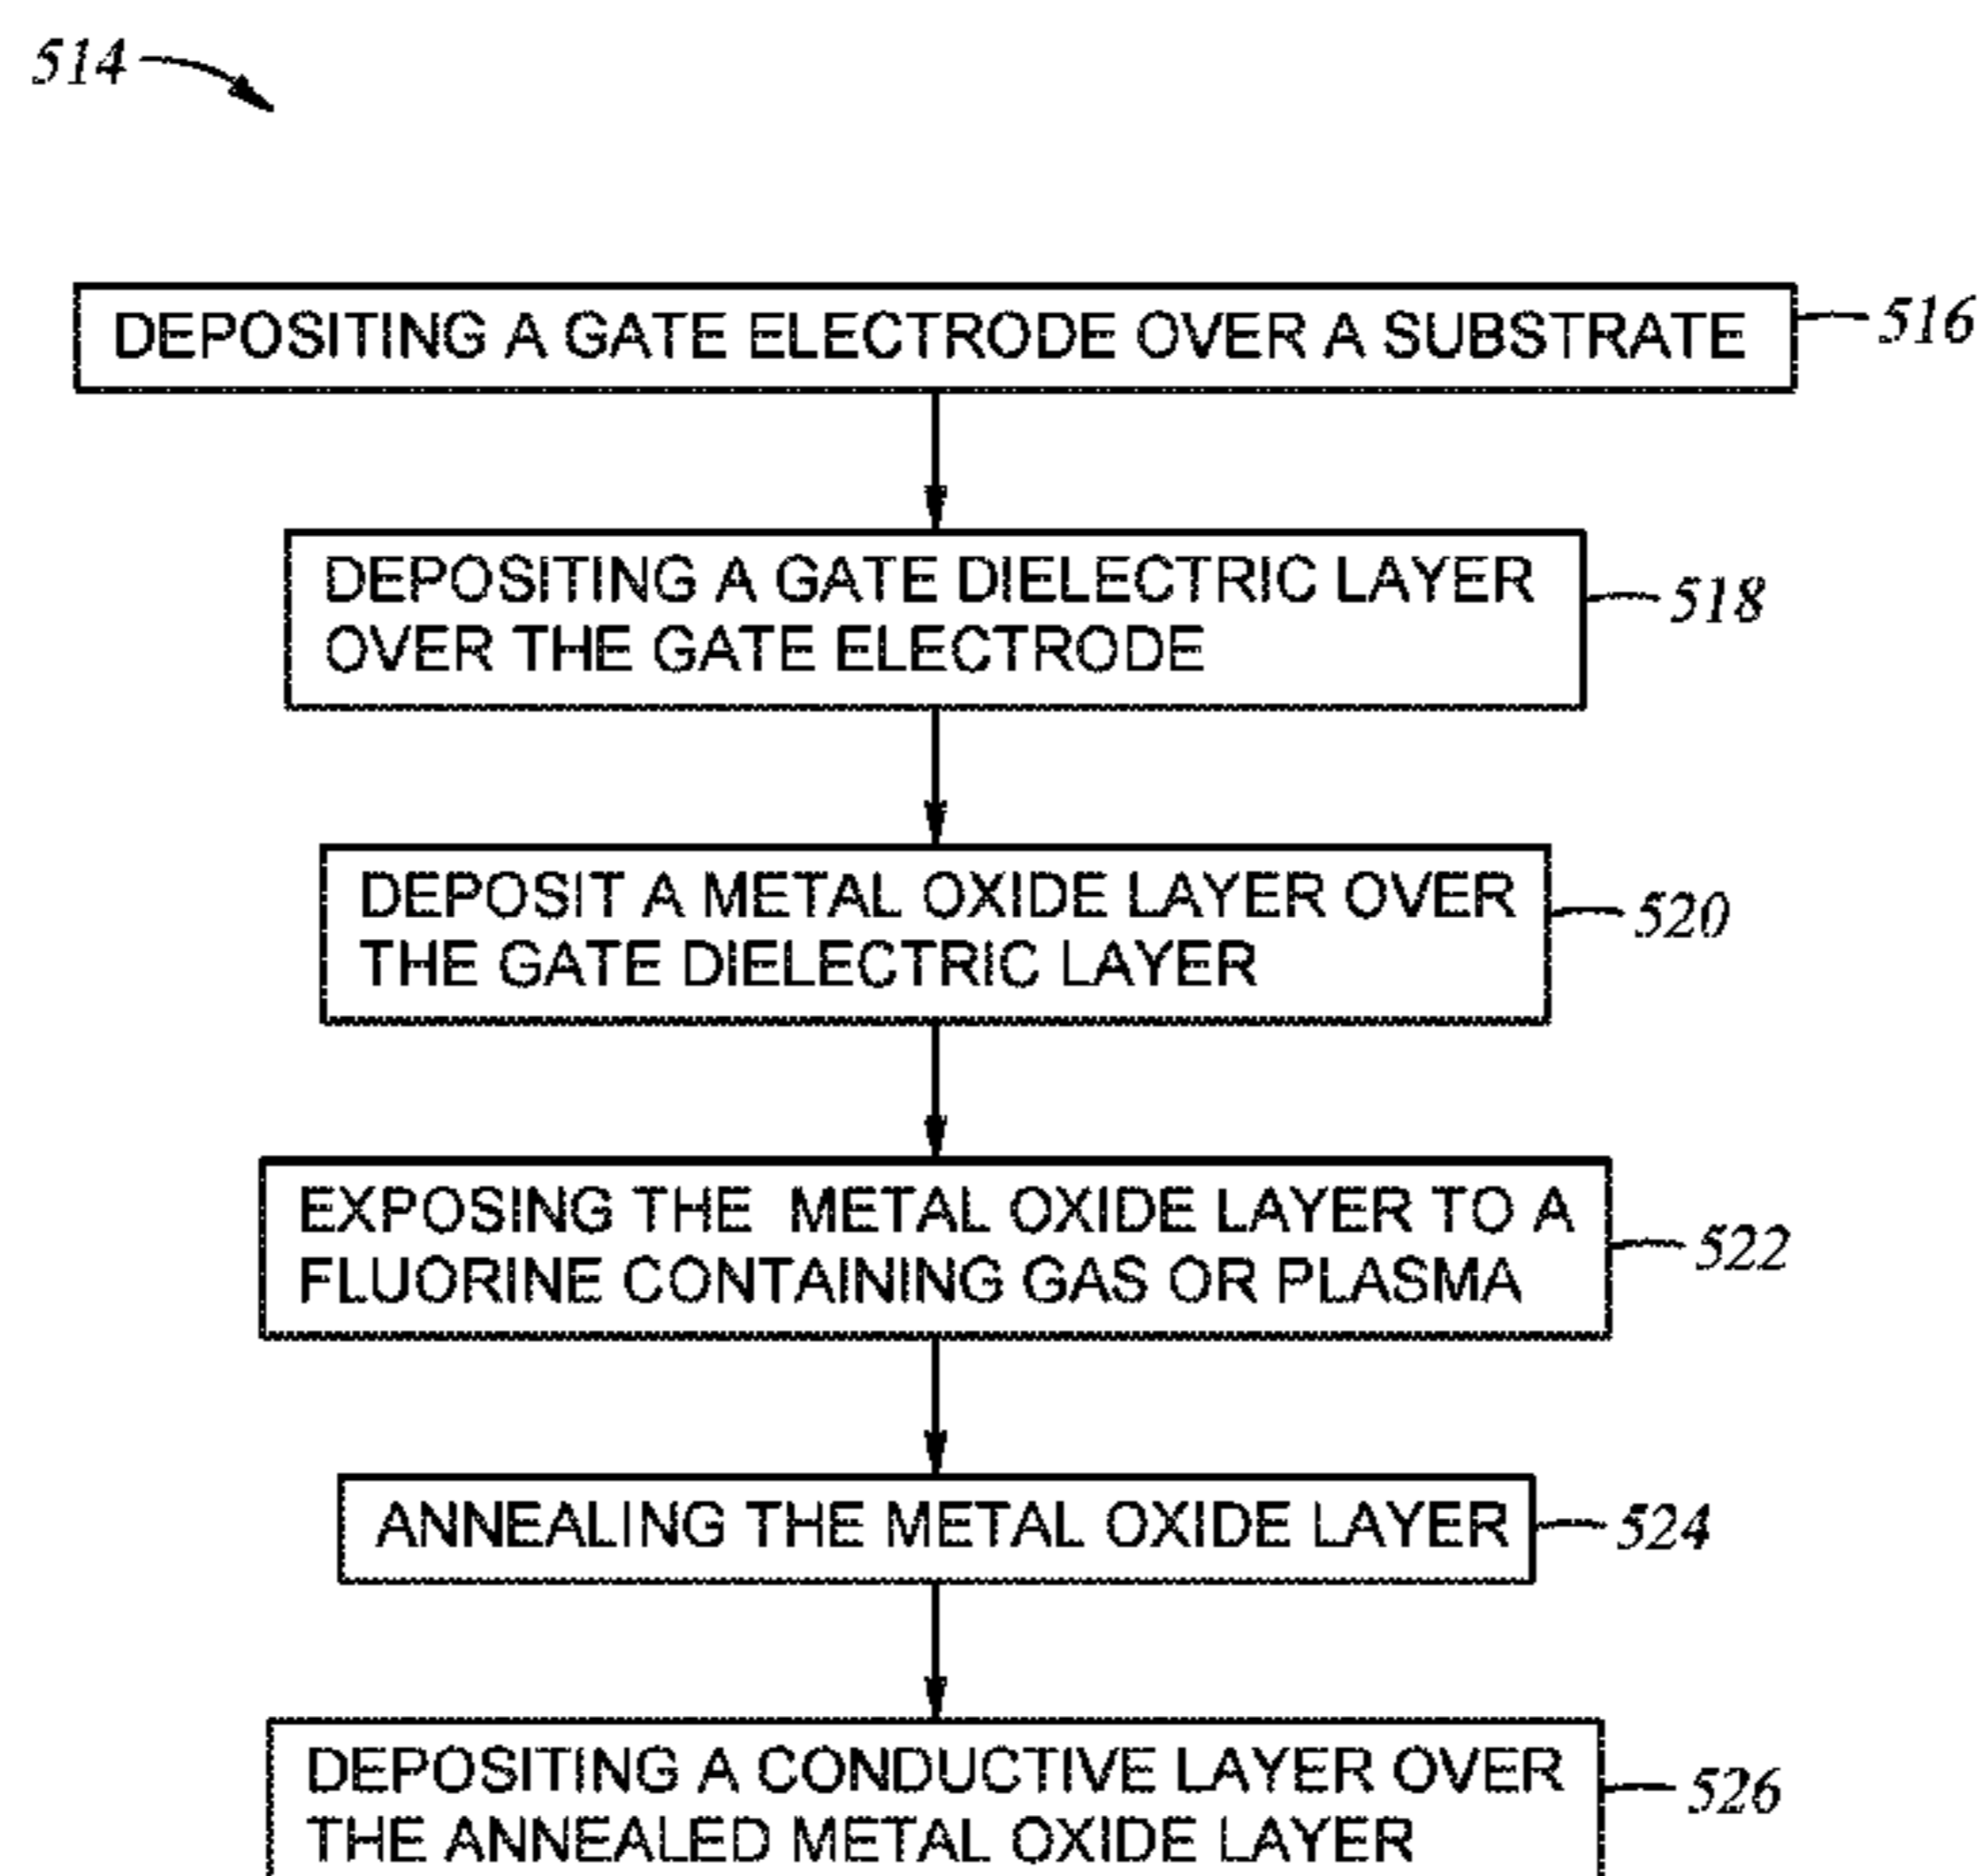 514
DEPOSITING A GATE ELECTRODE OVER A SUBSTRATE
516
DEPOSITING A GATE DIELECTRIC LAYER
OVER THE GATE ELECTRODE
518
DEPOSIT A METAL OXIDE LAYER OVER
THE GATE DIELECTRIC LAYER
520
EXPOSING THE METAL OXIDE LAYER TO A
FLUORINE CONTAINING GAS OR PLASMA
522
ANNEALING THE METAL OXIDE LAYER
524
DEPOSITING A CONDUCTIVE LAYER OVER
THE ANNEALED METAL OXIDE LAYER
526